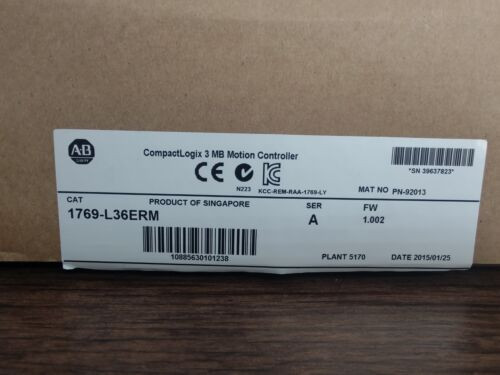 A-B
CompactLogix 3 MB Motion Controller
CE
N223
KCC-REM-RAA-1769-LY
*SN 39637823*
MAT NO PN-92013
CAT
PRODUCT OF SINGAPORE
SER
FW
1769-L36ERM
A
1.002
10885630101238
PLANT 5170
DATE 2015/01/25